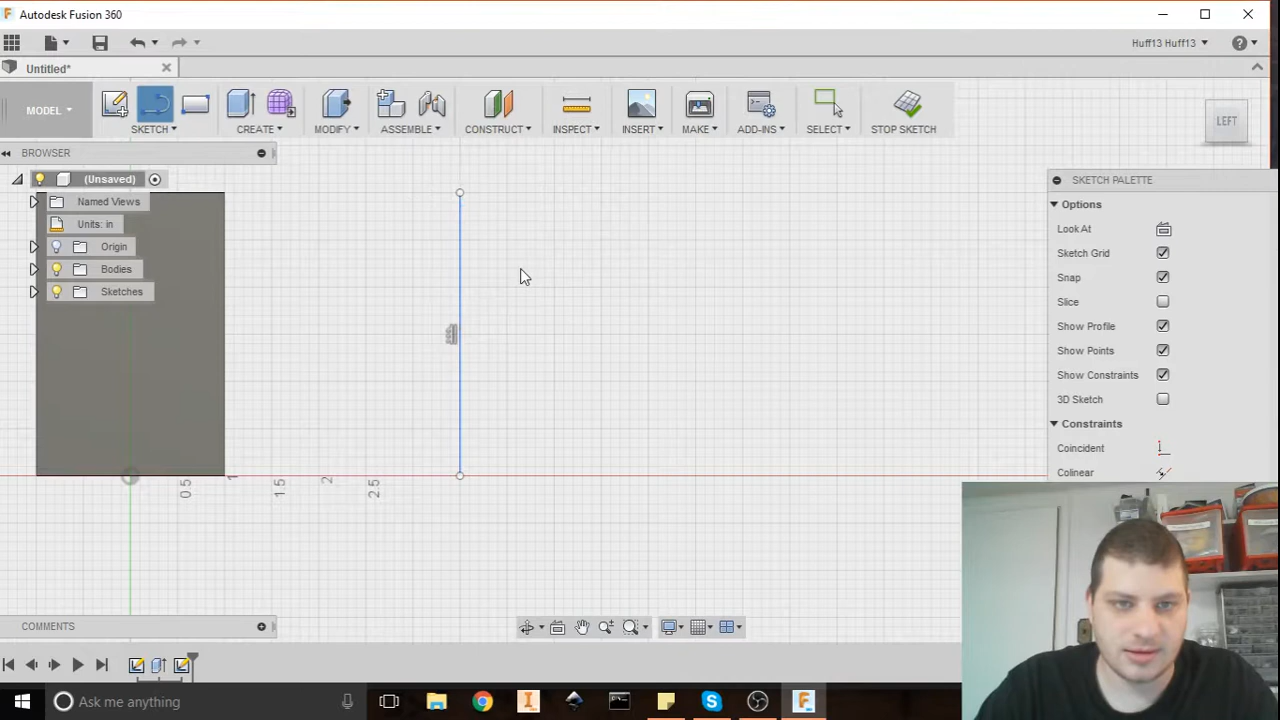 Autodesk Fusion 360
Huff13 Huff13
Untitled*
MODEL
SKETCH
CREATE
MODIFY
ASSEMBLE
CONSTRUCT
INSPECT
INSERT
MAKE
ADD-INS
SELECT
STOP SKETCH
LEFT
BROWSER
(Unsaved)
Named Views
Units: in
Origin
Bodies
Sketches
SKETCH PALETTE
Options
Look At
Sketch Grid
Snap
Slice
Show Profile
Show Points
Show Constraints
3D Sketch
Constraints
Coincident
Colinear
0.5
1
1.5
2
2.5
COMMENTS
Ask me anything